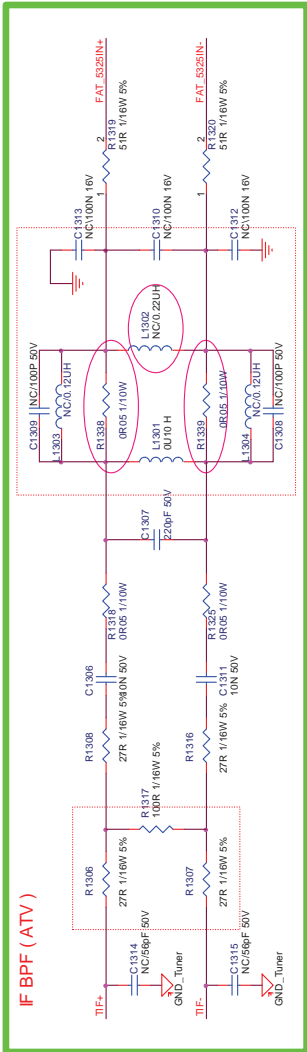 IF BPF ( ATV )
TIF+
C1314
NC/56pF 50V
GND_Tuner
R1306
27R 1/16W 5%
R1317
100R 1/16W 5%
TIF-
C1315
NC/56pF 50V
GND_Tuner
R1307
27R 1/16W 5%
R1308
27R 1/16W 5%
C1306
10N 50V
R1318
0R05 1/10W
R1316
27R 1/16W 5%
C1311
10N 50V
R1325
0R05 1/10W
C1307
220pF 50V
C1309
NC/100P 50V
L1303
NC/0.12UH
R1338
0R05 1/10W
L1301
0U10 H
L1302
NC/0.22UH
R1339
0R05 1/10W
L1304
NC/0.12UH
C1308
NC/100P 50V
C1313
NC\100N 16V
C1310
NC\100N 16V
C1312
NC\100N 16V
1
2
R1319
51R 1/16W 5%
FAT_5325IN+
1
2
R1320
51R 1/16W 5%
FAT_5325IN-